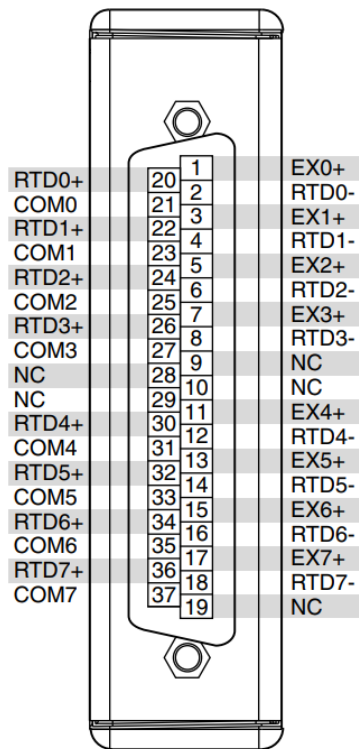 1 EX0+
RTD0+ 20
2 RTD0-
COM0 21
3 EX1+
RTD1+ 22
4 RTD1-
COM1 23
5 EX2+
RTD2+ 24
6 RTD2-
COM2 25
7 EX3+
RTD3+ 26
8 RTD3-
COM3 27
9 NC
NC 28
10 NC
NC 29
11 EX4+
RTD4+ 30
12 RTD4-
COM4 31
13 EX5+
RTD5+ 32
14 RTD5-
COM5 33
15 EX6+
RTD6+ 34
16 RTD6-
COM6 35
17 EX7+
RTD7+ 36
18 RTD7-
COM7 37
19 NC